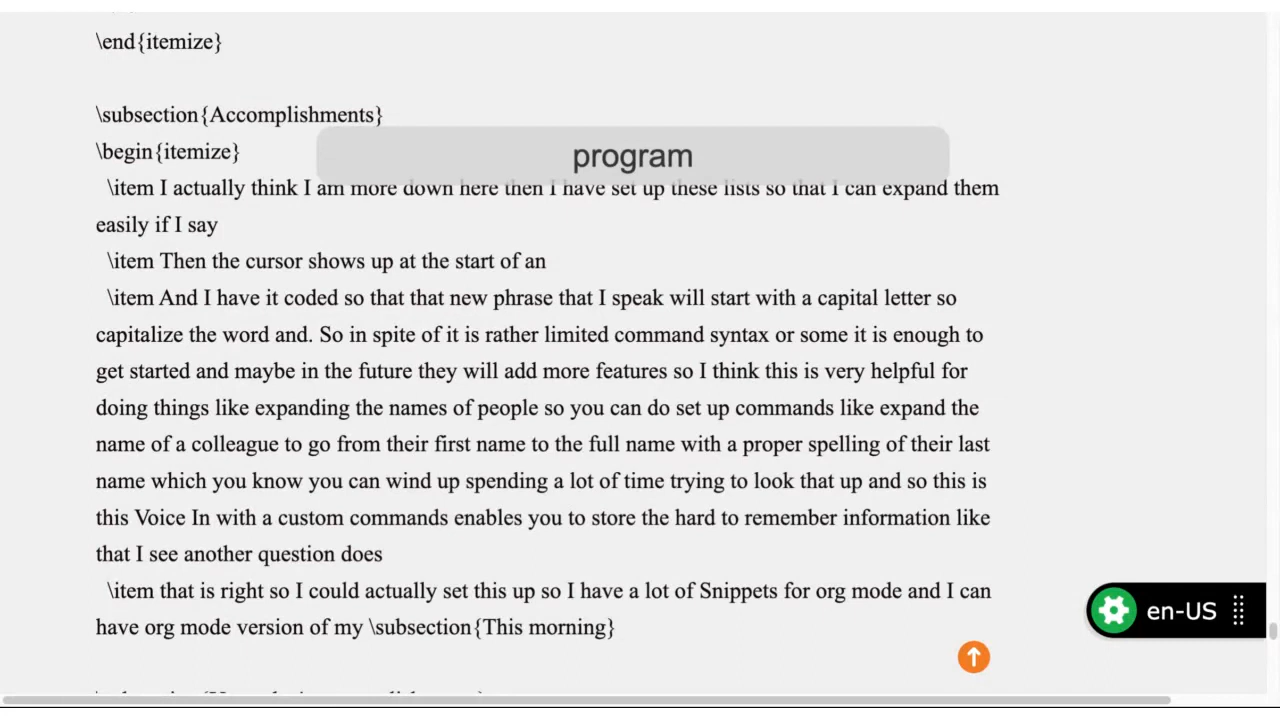 \end{itemize}
\subsection{Accomplishments}
\begin{itemize}
program
\item I actually think I am more down here then I have set up these lists so that I can expand them
easily if I say
\item Then the cursor shows up at the start of an
\item And I have it coded so that that new phrase that I speak will start with a capital letter so
capitalize the word and. So in spite of it is rather limited command syntax or some it is enough to
get started and maybe in the future they will add more features so I think this is very helpful for
doing things like expanding the names of people so you can do set up commands like expand the
name of a colleague to go from their first name to the full name with a proper spelling of their last
name which you know you can wind up spending a lot of time trying to look that up and so this is
this Voice In with a custom commands enables you to store the hard to remember information like
that I see another question does
\item that is right so I could actually set this up so I have a lot of Snippets for org mode and I can
have org mode version of my \subsection{This morning}
en-US